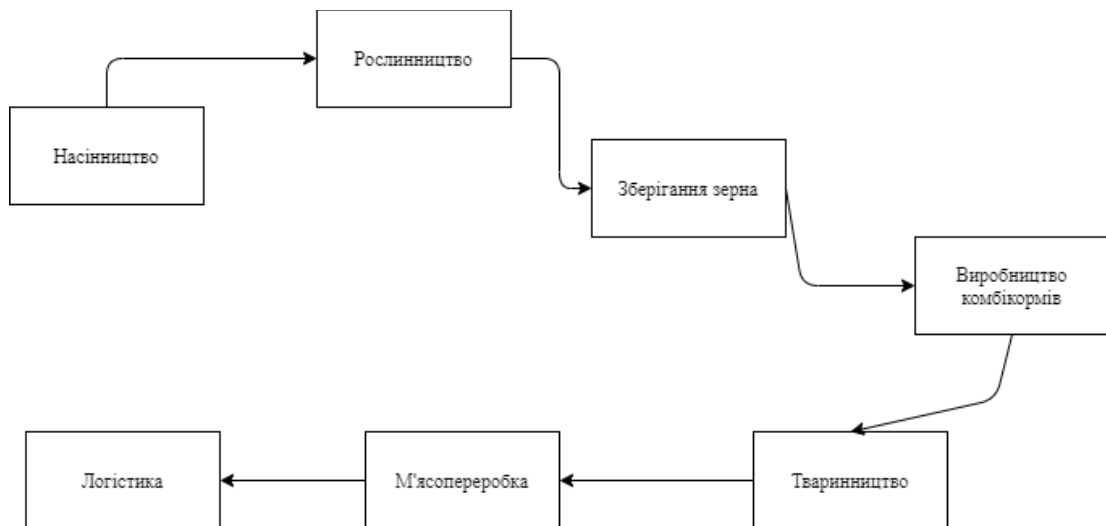 Насінництво
Рослинництво
Зберігання зерна
Виробництво
комбікормів
Тваринництво
М'ясопереробка
Логістика